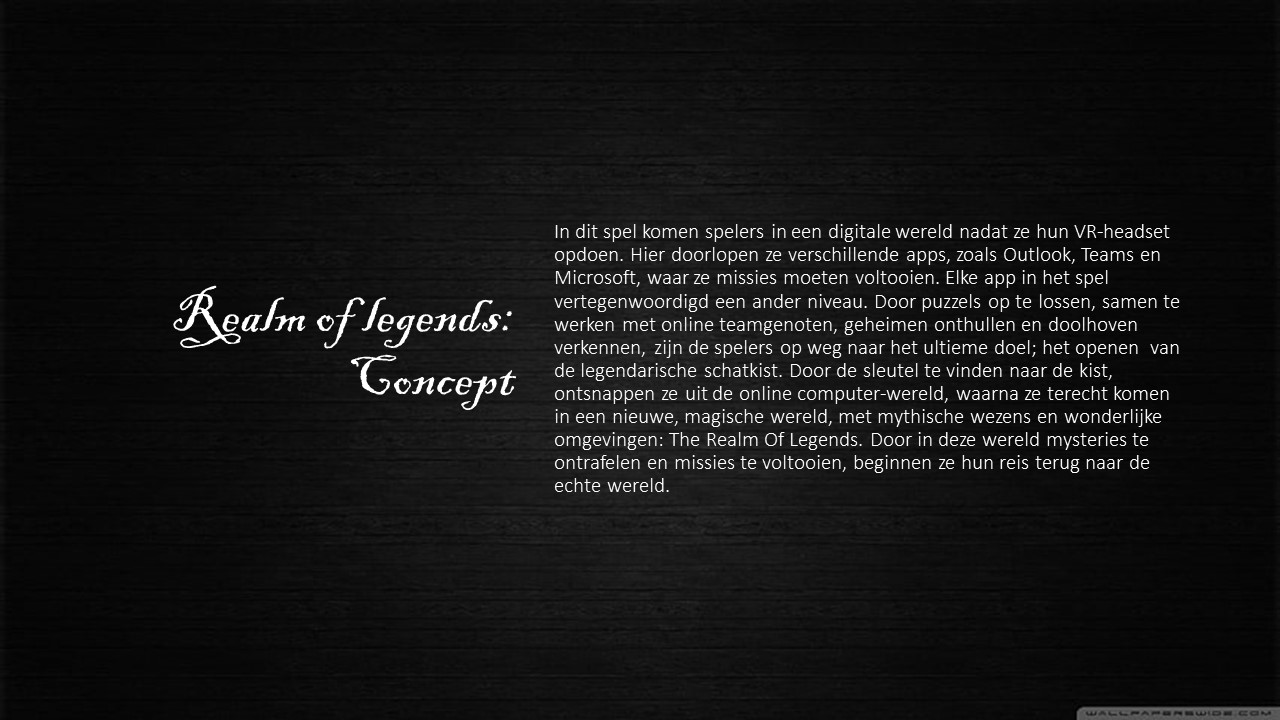 Realm of legends:
Concept
In dit spel komen spelers in een digitale wereld nadat ze hun VR-headset
opdoen. Hier doorlopen ze verschillende apps, zoals Outlook, Teams en
Microsoft, waar ze missies moeten voltooien. Elke app in het spel
vertegenwoordigd een ander niveau. Door puzzels op te lossen, samen te
werken met online teamgenoten, geheimen onthullen en doolhoven
verkennen, zijn de spelers op weg naar het ultieme doel; het openen van
de legendarische schatkist. Door de sleutel te vinden naar de kist,
ontsnappen ze uit de online computer-wereld, waarna ze terecht komen
in een nieuwe, magische wereld, met mythische wezens en wonderlijke
omgevingen: The Realm Of Legends. Door in deze wereld mysteries te
ontrafelen en missies te voltooien, beginnen ze hun reis terug naar de
echte wereld.
WALLPAPERSWIDE.COM